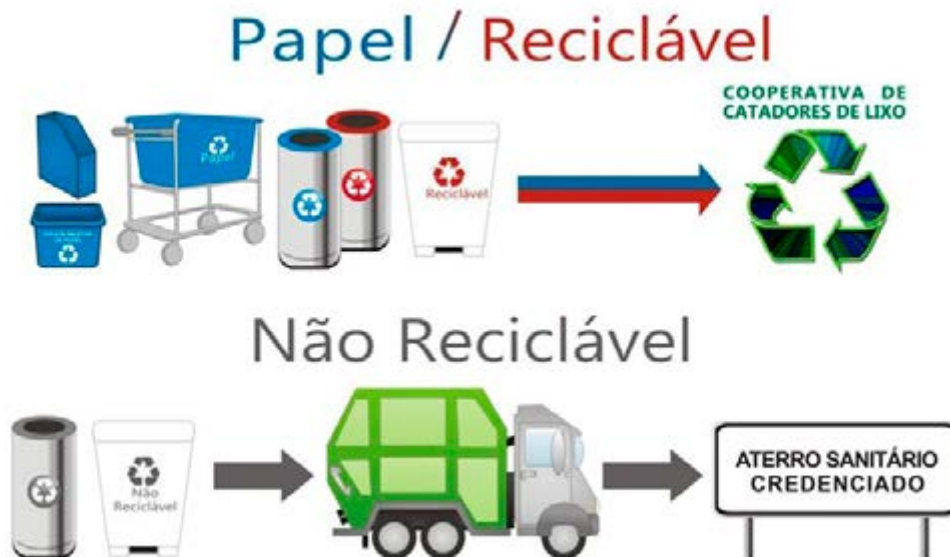 Papel / Reciclável
COOPERATIVA DE
CATADORES DE LIXO
Papel
Reciclável
Não Reciclável
Não
Reciclável
ATERRO SANITÁRIO
CREDENCIADO